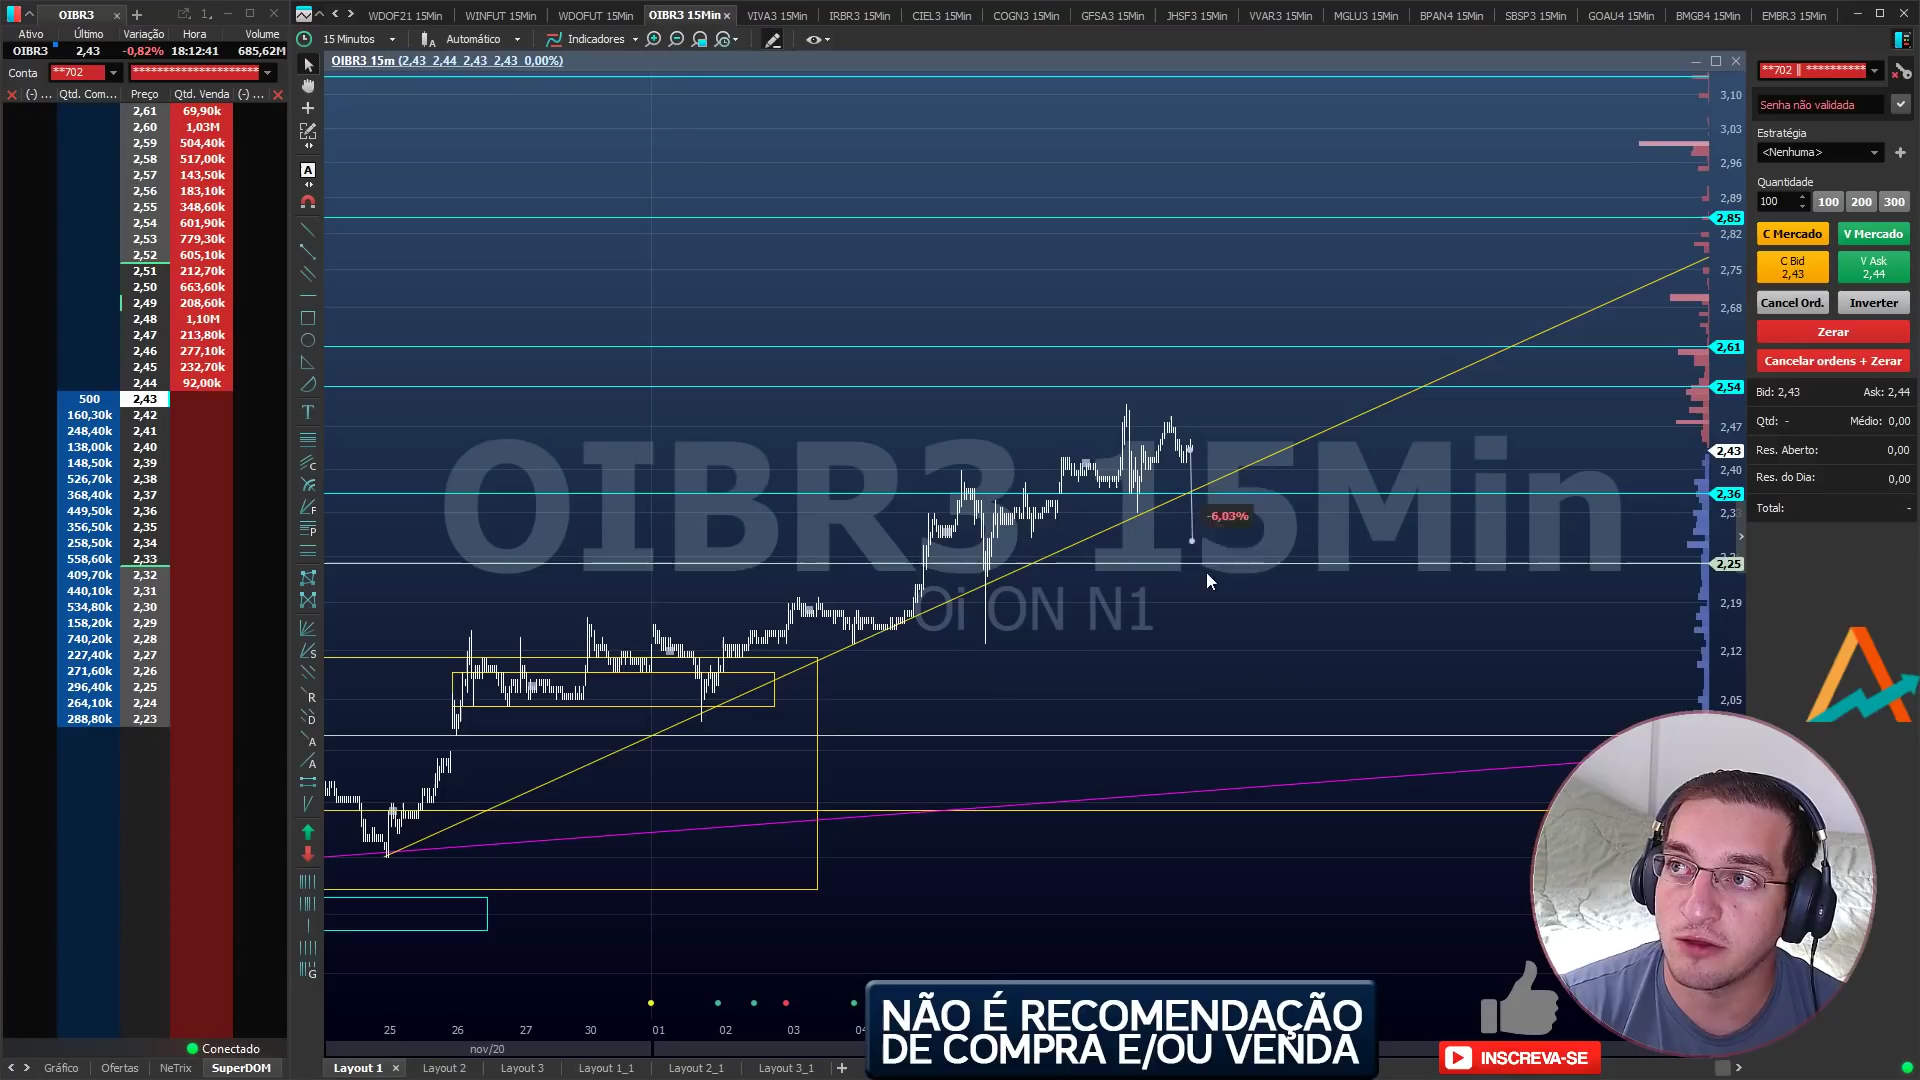 OIBR3
1
WDOF21 15Min
WINFUT 15Min
WDOFUT 15Min
OIBR3 15Min
VIVA3 15Min
IRBR3 15Min
CIEL3 15Min
COGN3 15Min
GFSA3 15Min
JHSF3 15Min
VVAR3 15Min
MGLU3 15Min
BPAN4 15Min
SBSP3 15Min
GOAU4 15Min
BMGB4 15Min
EMBR3 15Min
Ativo Último Variação Hora Volume
OIBR3 2,43 -0,82% 18:12:41 685,62M
Conta **702 **********************
(-) ... Qtd. Com... Preço Qtd. Venda (-) ...
2,61 69,90k
2,60 1,03M
2,59 504,40k
2,58 517,00k
2,57 143,50k
2,56 183,10k
2,55 348,60k
2,54 601,90k
2,53 779,30k
2,52 605,10k
2,51 212,70k
2,50 663,60k
2,49 208,60k
2,48 1,10M
2,47 213,80k
2,46 277,10k
2,45 232,70k
2,44 92,00k
500 2,43
160,30k 2,42
248,40k 2,41
138,00k 2,40
148,50k 2,39
526,70k 2,38
368,40k 2,37
449,50k 2,36
356,50k 2,35
258,50k 2,34
558,60k 2,33
409,70k 2,32
440,10k 2,31
534,80k 2,30
158,20k 2,29
740,20k 2,28
227,40k 2,27
271,60k 2,26
296,40k 2,25
264,10k 2,24
288,80k 2,23
Conectado
Gráfico Ofertas NeTrix SuperDOM
15 Minutos Automático Indicadores
OIBR3 15m (2,43 2,44 2,43 2,43 0,00%)
OIBR3 15Min
Oi ON N1
-6,03%
3,10
3,03
2,96
2,89
2,85
2,82
2,75
2,68
2,61
2,54
2,47
2,43
2,40
2,36
2,25
2,19
2,12
2,05
25 26 27 30 01 02 03
nov/20
Layout 1 Layout 2 Layout 3 Layout 1_1 Layout 2_1 Layout 3_1
**702 || **********
Senha não validada
Estratégia
<Nenhuma>
Quantidade
100 100 200 300
C Mercado V Mercado
C Bid V Ask
2,43 2,44
Cancel Ord. Inverter
Zerar
Cancelar ordens + Zerar
Bid: 2,43 Ask: 2,44
Qtd: - Médio: 0,00
Res. Aberto: 0,00
Res. do Dia: 0,00
Total: -
NÃO É RECOMENDAÇÃO
DE COMPRA E/OU VENDA
INSCREVA-SE